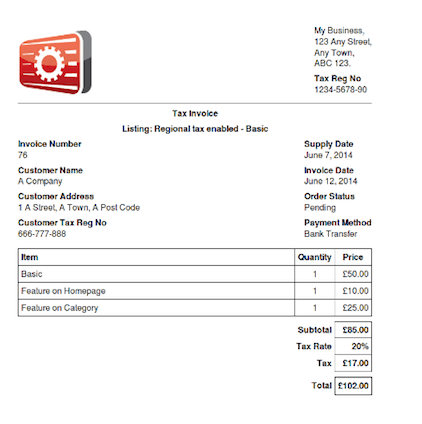 My Business,
123 Any Street,
Any Town,
ABC 123.
Tax Reg No
1234-5678-90
Tax Invoice
Listing: Regional tax enabled - Basic
Invoice Number
76
Supply Date
June 7, 2014
Customer Name
A Company
Invoice Date
June 12, 2014
Customer Address
1 A Street, A Town, A Post Code
Order Status
Pending
Customer Tax Reg No
666-777-888
Payment Method
Bank Transfer
Item Quantity Price
Basic 1 £50.00
Feature on Homepage 1 £10.00
Feature on Category 1 £25.00
Subtotal £85.00
Tax Rate 20%
Tax £17.00
Total £102.00